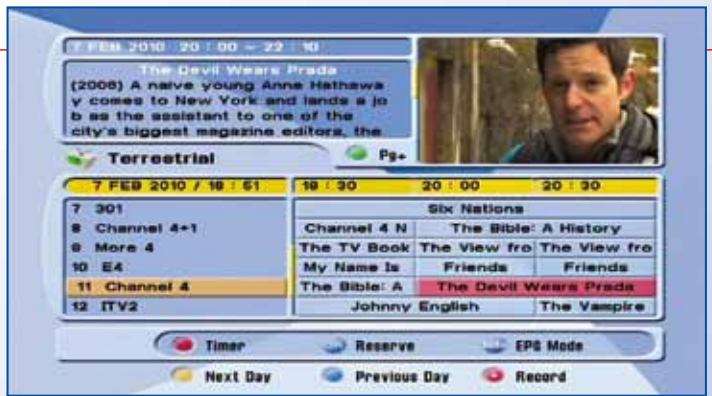 7 FEB 2010 20 : 00 ~ 22 : 10
The Devil Wears Prada
(2006) A naive young Anne Hathawa
y comes to New York and lands a jo
b as the assistant to one of the
city's biggest magazine editors, the
Terrestrial Pg+
7 FEB 2010 / 18 : 51 19 : 30 20 : 00 20 : 30
7 301 Six Nations
8 Channel 4+1 Channel 4 N The Bible: A History
9 More 4 The TV Book The View fro The View fro
10 E4 My Name Is Friends Friends
11 Channel 4 The Bible: A The Devil Wears Prada
12 ITV2 Johnny English The Vampire
Timer Reserve EPG Mode
Next Day Previous Day Record